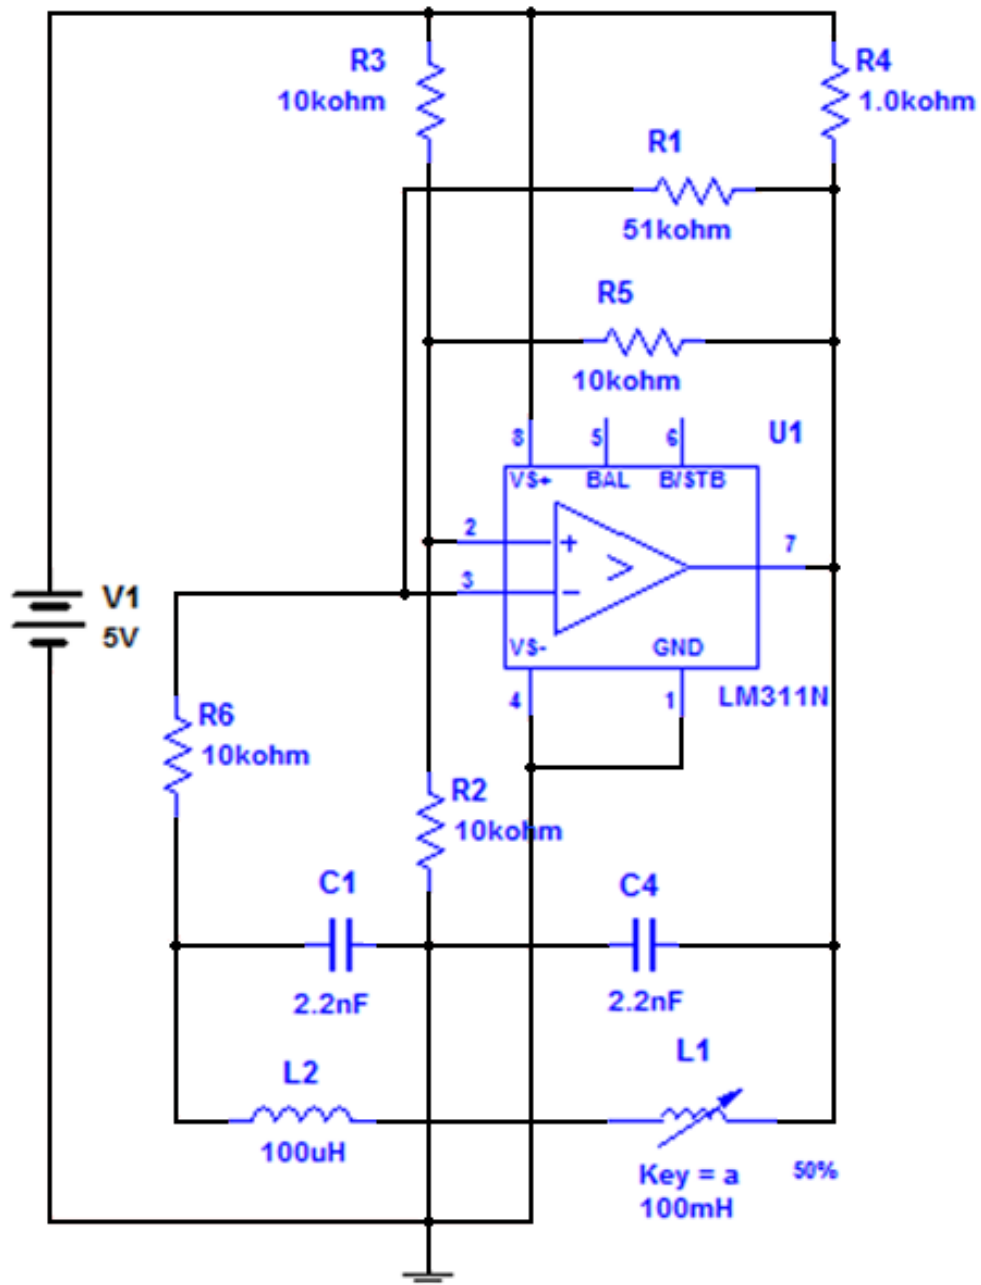 R3
10kohm
R4
1.0kohm
R1
51kohm
R5
10kohm
U1
8
5
6
VS+
BAL
B/STB
2
+
7
>
3
−
V1
5V
VS-
GND
4
1
LM311N
R6
10kohm
R2
10kohm
C1
C4
2.2nF
2.2nF
L2
L1
100uH
Key = a
50%
100mH